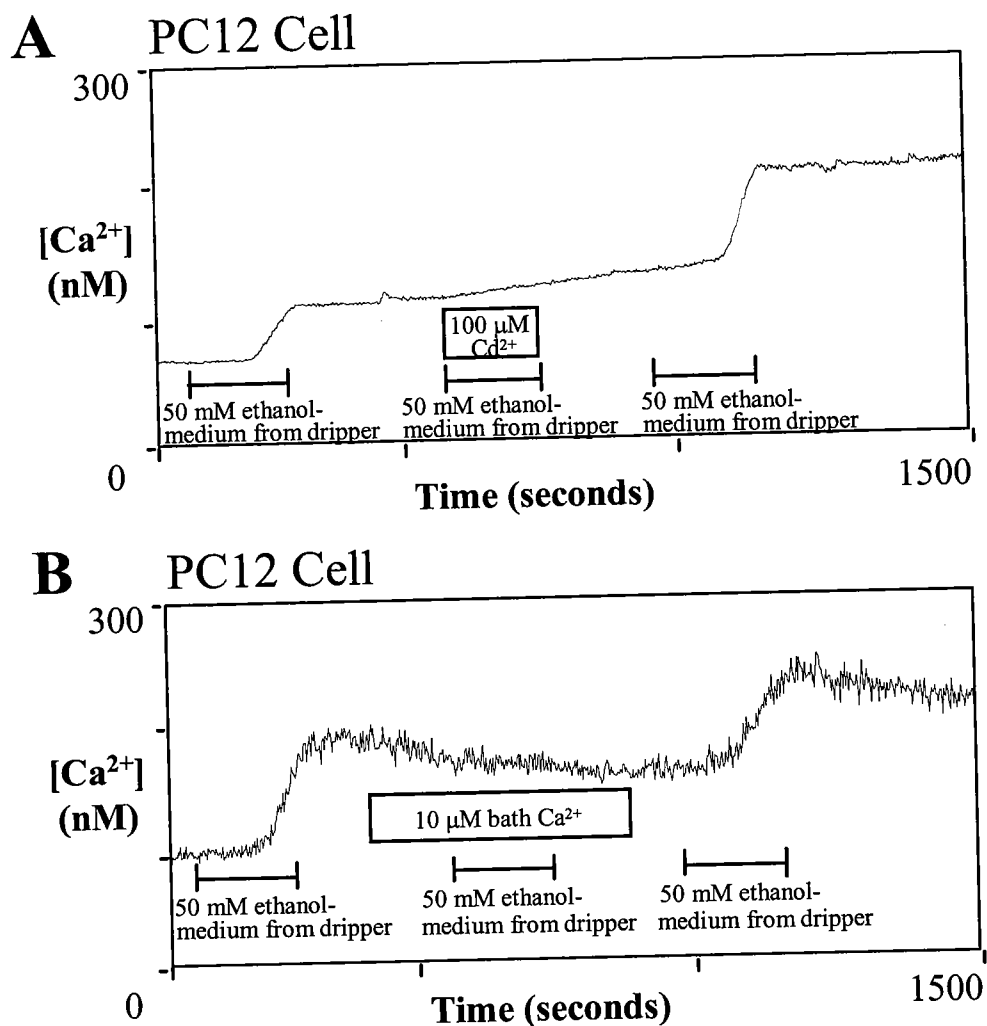 A PC12 Cell
300
[Ca²⁺]
(nM)
100 μM
Cd²⁺
50 mM ethanol-
medium from dripper
50 mM ethanol-
medium from dripper
50 mM ethanol-
medium from dripper
0
Time (seconds)
1500
B PC12 Cell
300
[Ca²⁺]
(nM)
10 μM bath Ca²⁺
50 mM ethanol-
medium from dripper
50 mM ethanol-
medium from dripper
50 mM ethanol-
medium from dripper
0
Time (seconds)
1500